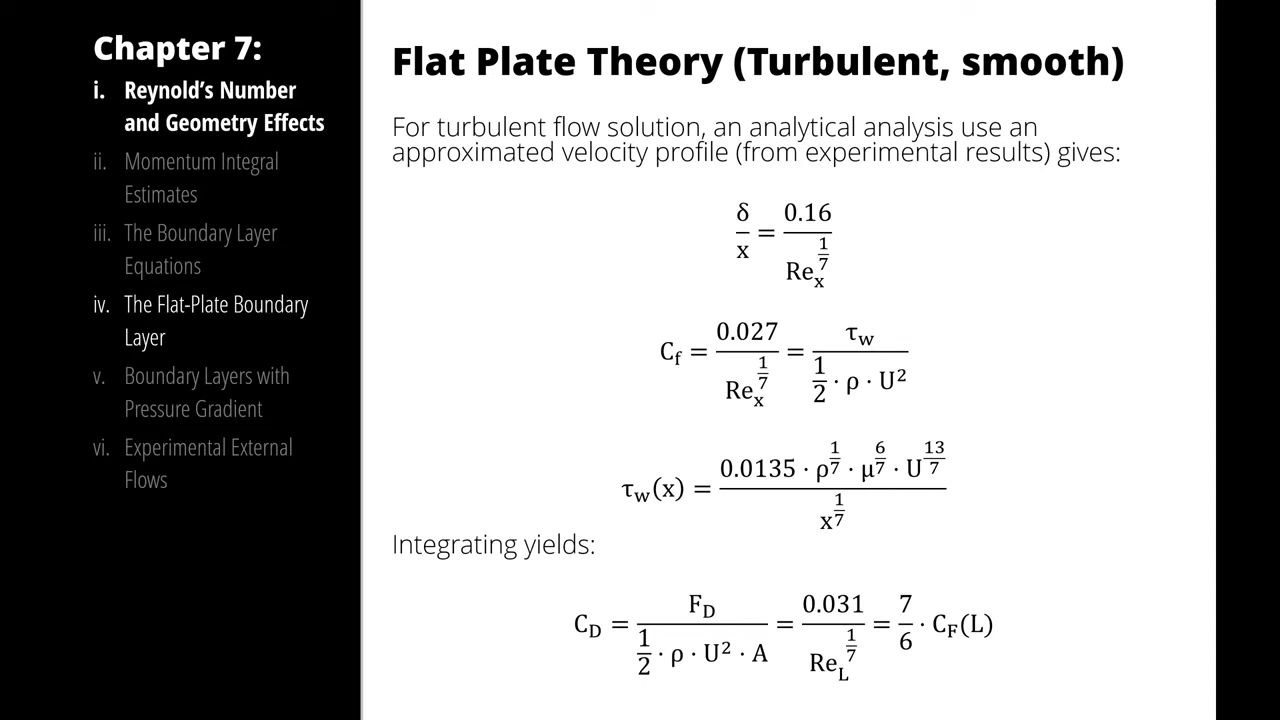 Chapter 7:
i. Reynold's Number
and Geometry Effects
ii. Momentum Integral
Estimates
iii. The Boundary Layer
Equations
iv. The Flat-Plate Boundary
Layer
v. Boundary Layers with
Pressure Gradient
vi. Experimental External
Flows
Flat Plate Theory (Turbulent, smooth)
For turbulent flow solution, an analytical analysis use an
approximated velocity profile (from experimental results) gives:
δ/x = 0.16/Re_x^(1/7)
C_f = 0.027/Re_x^(1/7) = τ_w/(1/2 · ρ · U²)
τ_w(x) = 0.0135 · ρ^(1/7) · μ^(6/7) · U^(13/7)/x^(1/7)
Integrating yields:
C_D = F_D/(1/2 · ρ · U² · A) = 0.031/Re_L^(1/7) = 7/6 · C_F(L)